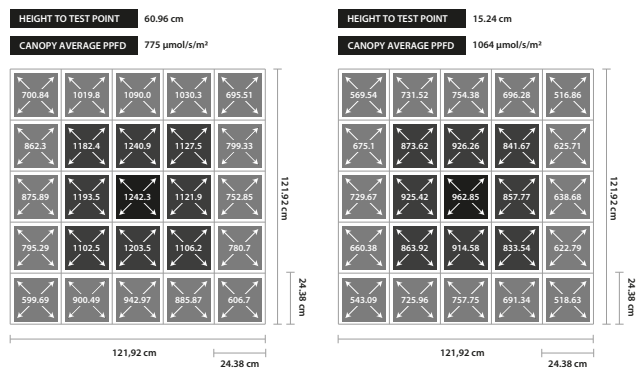 HEIGHT TO TEST POINT 60.96 cm
CANOPY AVERAGE PPFD 775 µmol/s/m²
700.84 1019.8 1090.0 1030.3 695.51
862.3 1182.4 1240.9 1127.5 799.33
875.89 1193.5 1242.3 1121.9 752.85
795.29 1102.5 1203.5 1106.2 780.7
599.69 900.49 942.97 885.87 606.7
121.92 cm
24.38 cm
121,92 cm
24.38 cm
HEIGHT TO TEST POINT 15.24 cm
CANOPY AVERAGE PPFD 1064 µmol/s/m²
569.54 731.52 754.38 696.28 516.86
675.1 873.62 926.26 841.67 625.71
729.67 925.42 962.85 857.77 638.68
660.38 863.92 914.58 833.54 622.79
543.09 725.96 757.75 691.34 518.63
121.92 cm
24.38 cm
121,92 cm
24.38 cm